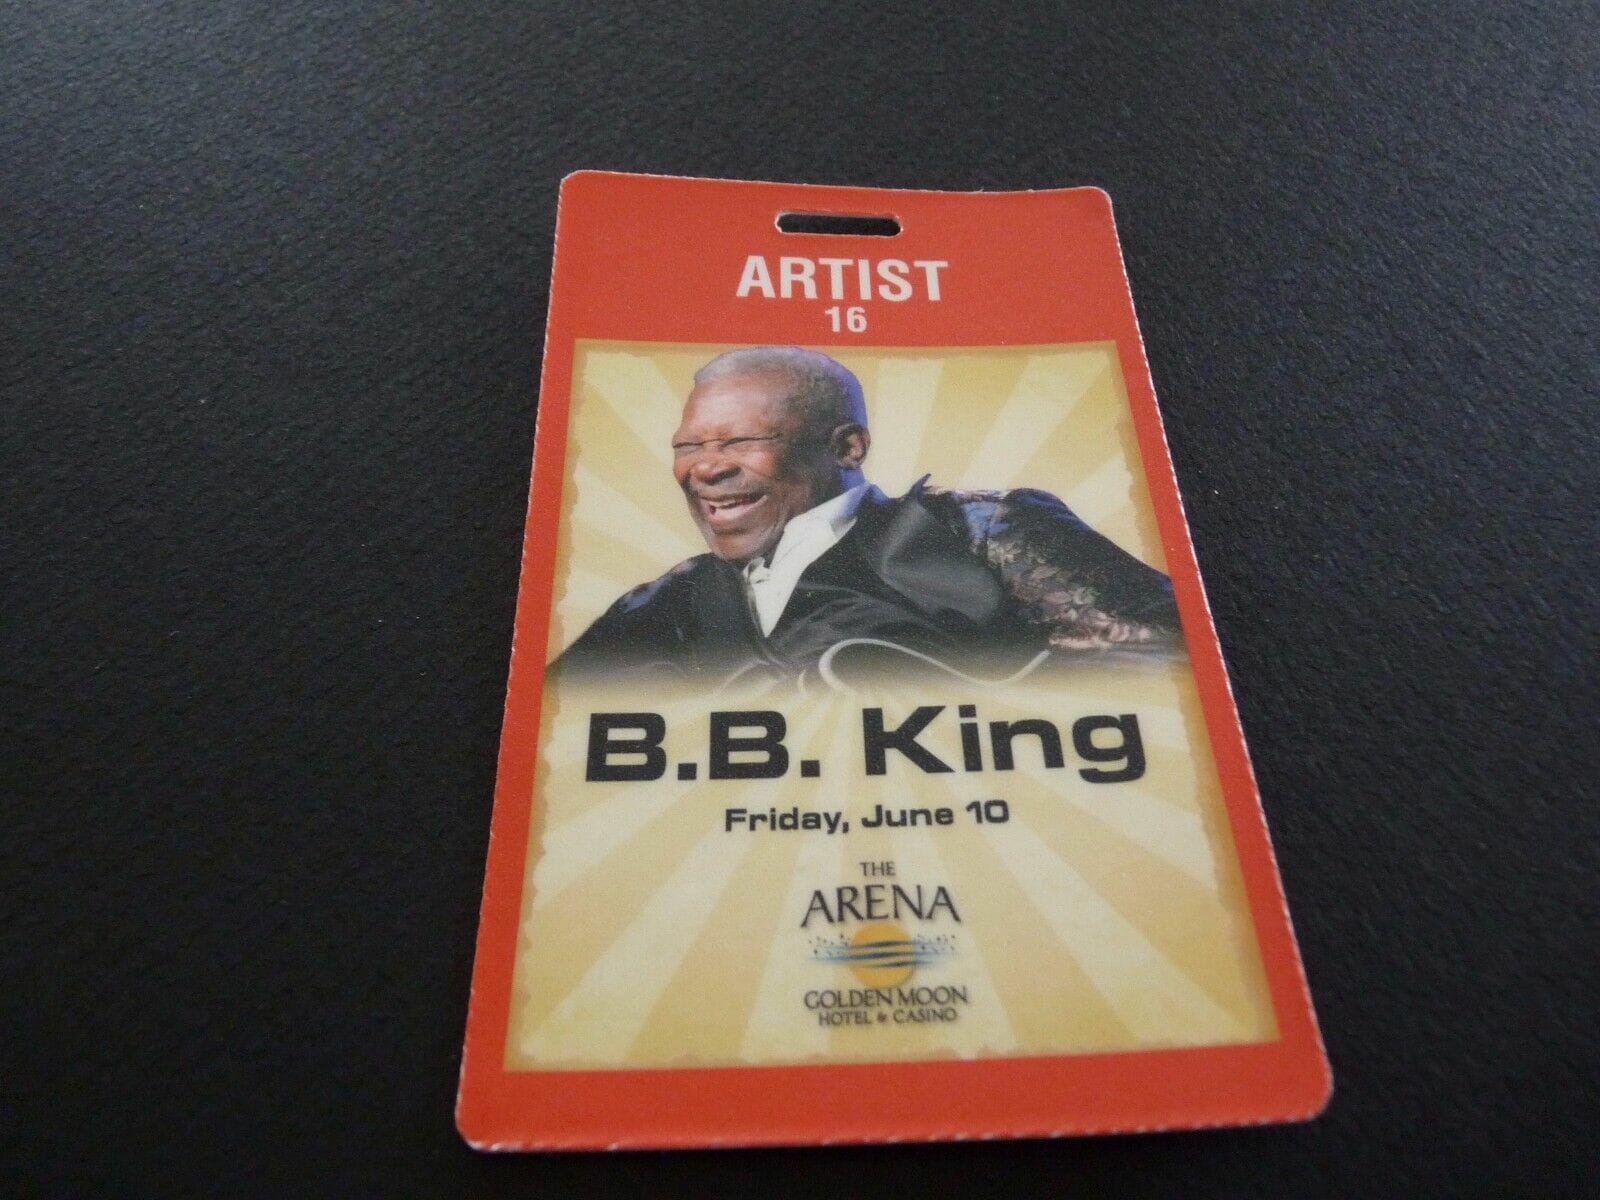 ARTIST
16
B.B. King
Friday, June 10
THE
ARENA
GOLDEN MOON
HOTEL & CASINO